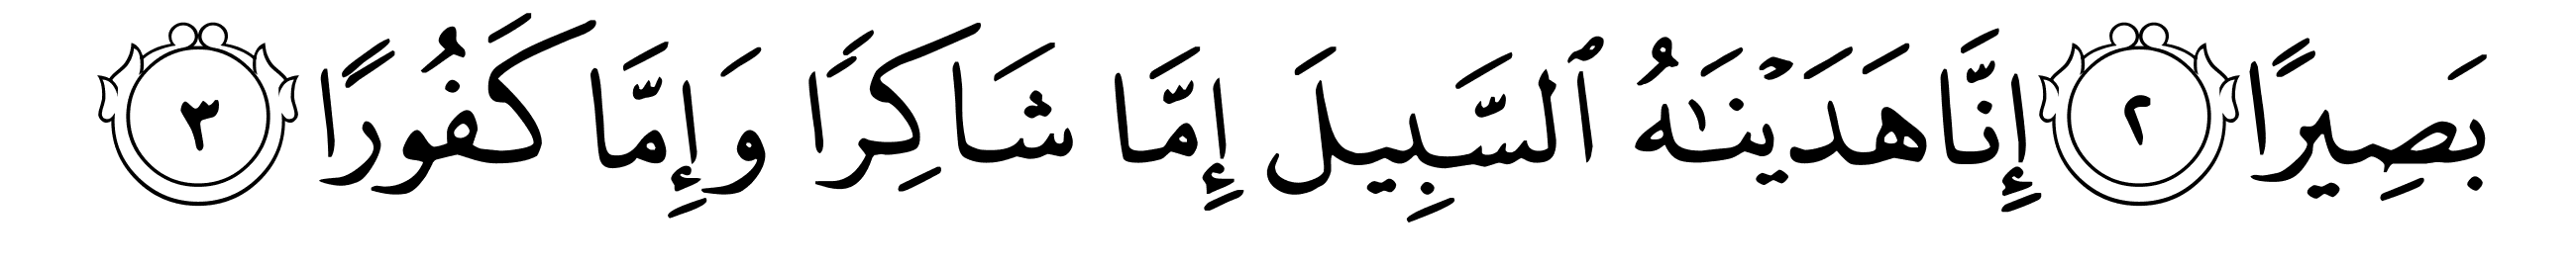 بَصِيرًا ٢ إِنَّا هَدَيْنَـٰهُ ٱلسَّبِيلَ إِمَّا شَاكِرًا وَإِمَّا كَفُورًا ٣